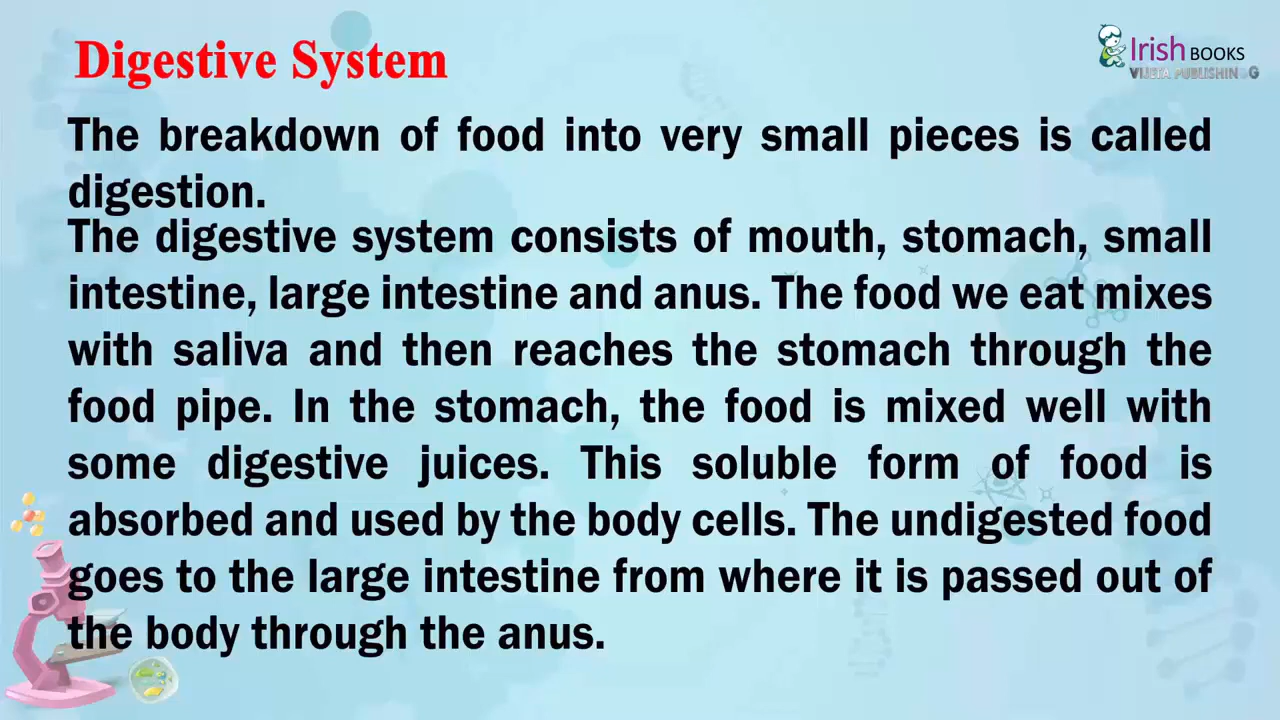 Digestive System
Irish BOOKS
The breakdown of food into very small pieces is called
digestion.
The digestive system consists of mouth, stomach, small
intestine, large intestine and anus. The food we eat mixes
with saliva and then reaches the stomach through the
food pipe. In the stomach, the food is mixed well with
some digestive juices. This soluble form of food is
absorbed and used by the body cells. The undigested food
goes to the large intestine from where it is passed out of
the body through the anus.